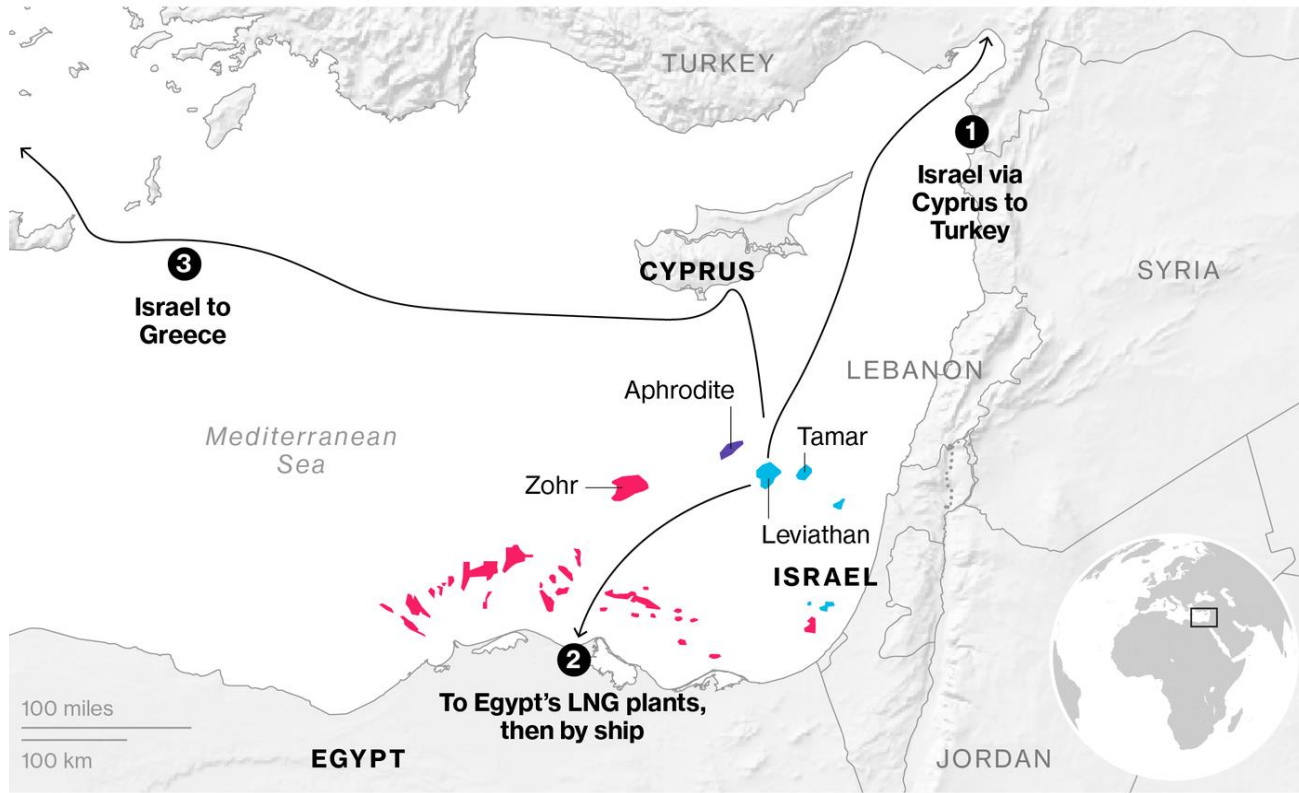 TURKEY
1
Israel via
Cyprus to
Turkey
3
Israel to
Greece
CYPRUS
SYRIA
LEBANON
Aphrodite
Mediterranean
Sea
Tamar
Zohr
Leviathan
ISRAEL
2
To Egypt’s LNG plants,
then by ship
100 miles
100 km
EGYPT
JORDAN